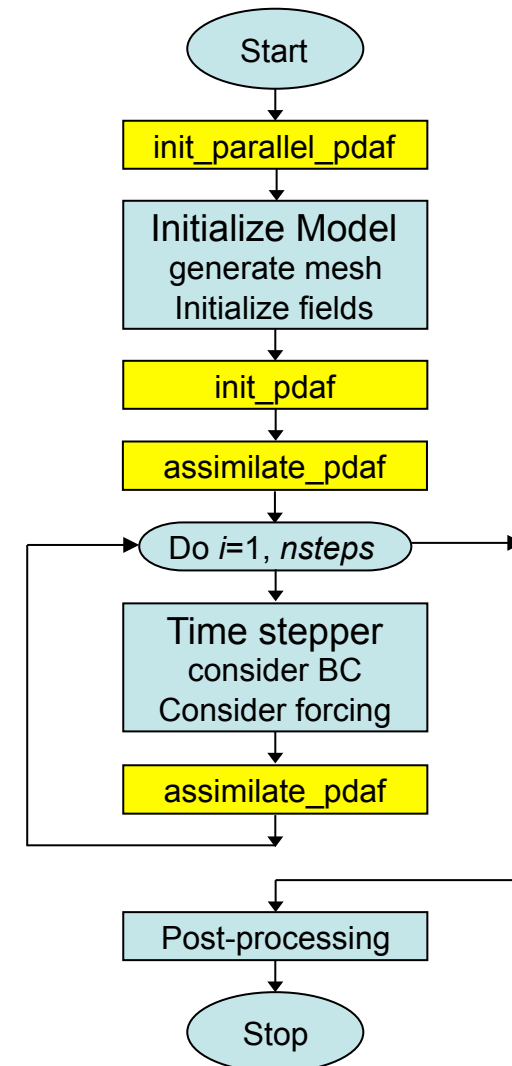 Start
init_parallel_pdaf
Initialize Model
generate mesh
Initialize fields
init_pdaf
assimilate_pdaf
Do i=1, nsteps
Time stepper
consider BC
Consider forcing
assimilate_pdaf
Post-processing
Stop